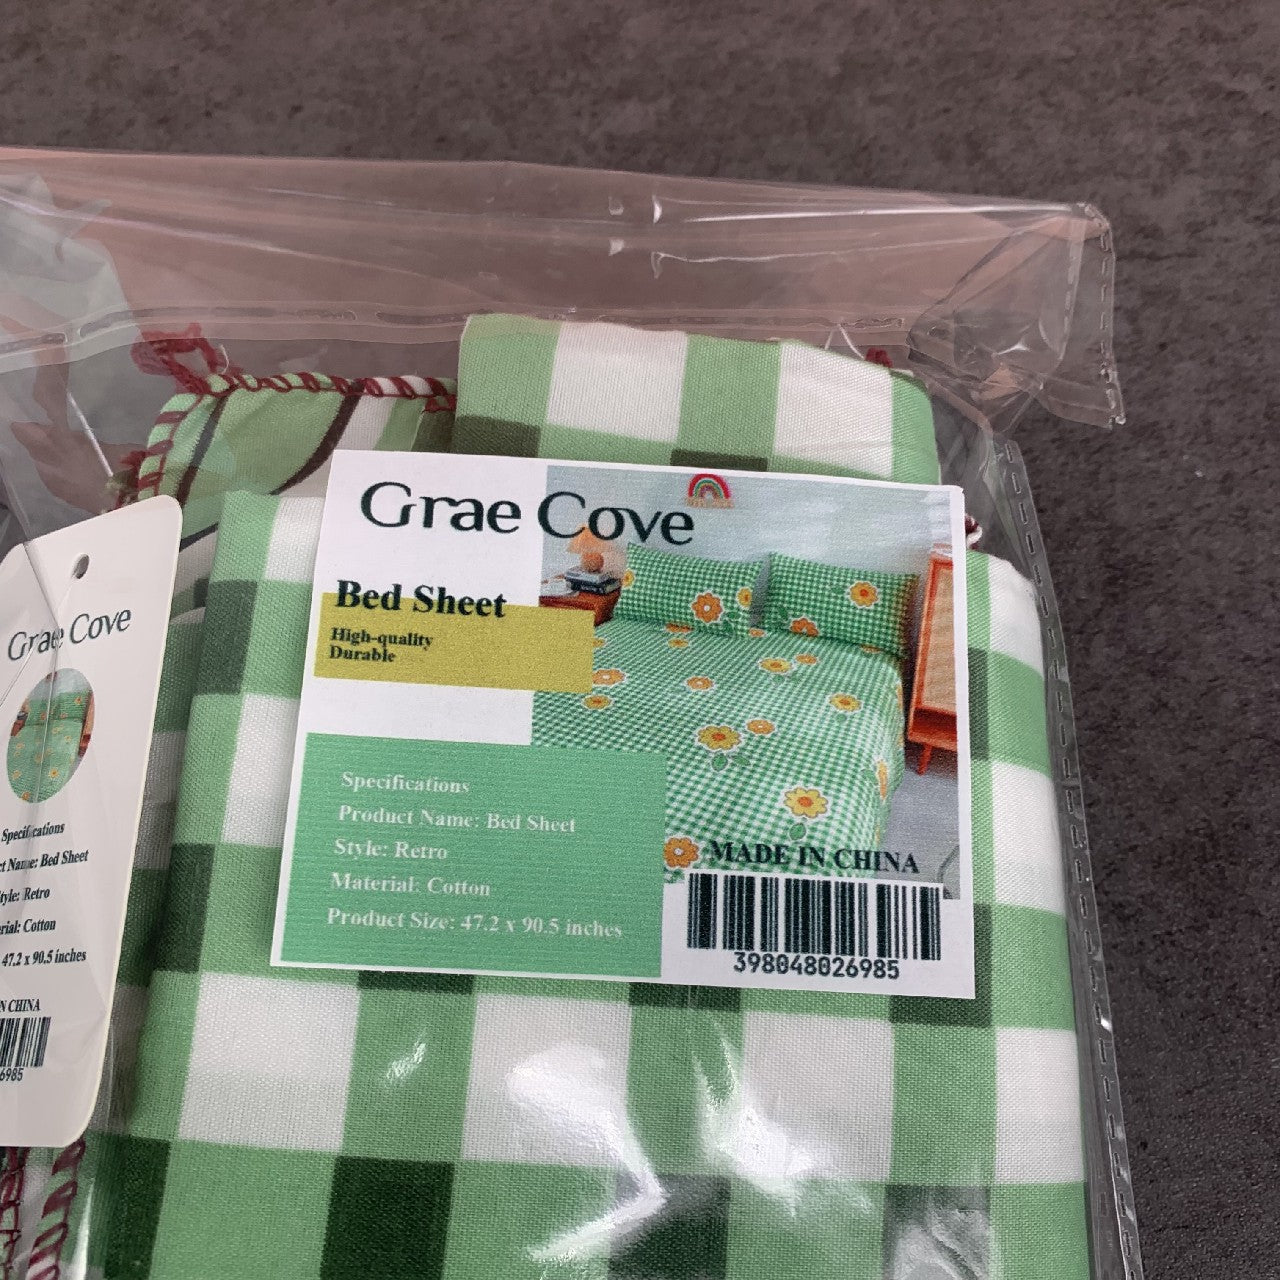 Grae Cove
Bed Sheet
High-quality
Durable
Specifications
Product Name: Bed Sheet
Style: Retro
Material: Cotton
Product Size: 47.2 x 90.5 inches
MADE IN CHINA
398048026985
Grae Cove
Specifications
Name: Bed Sheet
Retro
Cotton
47.2 x 90.5 inches
CHINA
6985